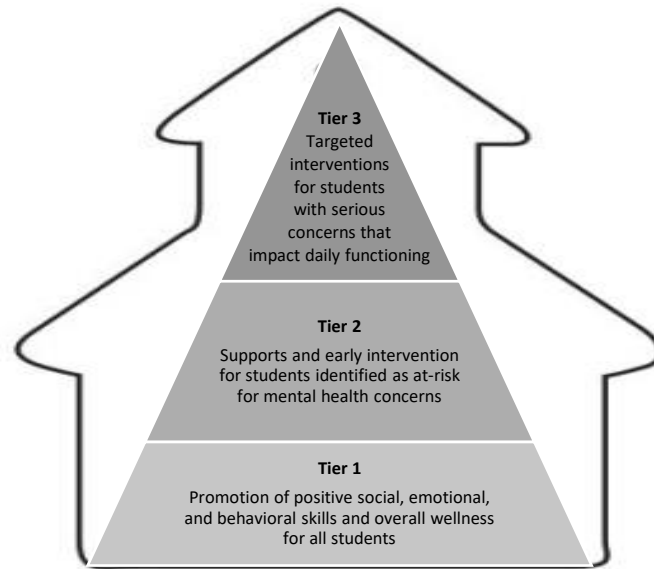 Tier 3
Targeted
interventions
for students
with serious
concerns that
impact daily functioning
Tier 2
Supports and early intervention
for students identified as at-risk
for mental health concerns
Tier 1
Promotion of positive social, emotional,
and behavioral skills and overall wellness
for all students